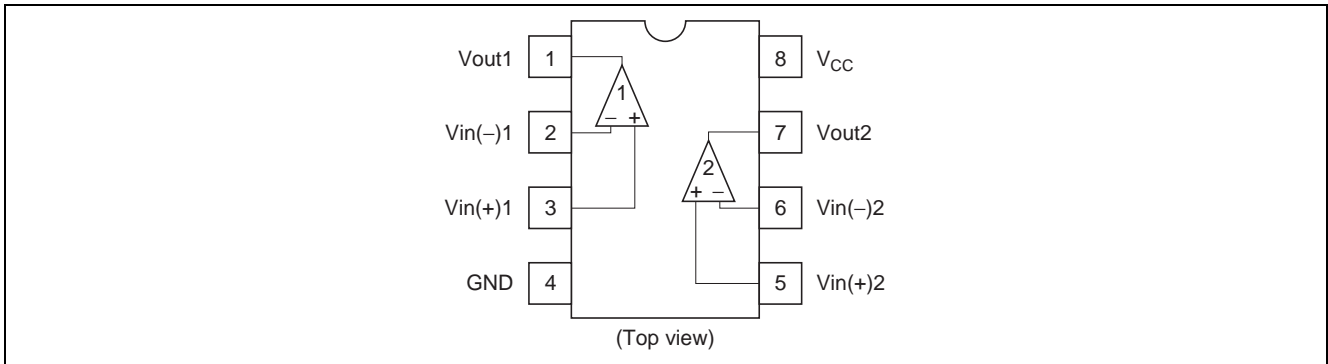 Vout1 1 8 V_CC
1
Vin(−)1 2 − + 7 Vout2
2
Vin(+)1 3 + − 6 Vin(−)2
GND 4 5 Vin(+)2
(Top view)